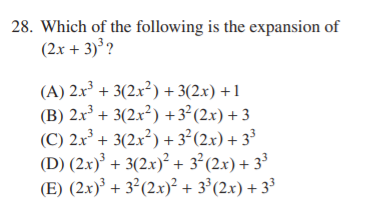 28. Which of the following is the expansion of
(2x + 3)³?
(A) 2x³ + 3(2x²) + 3(2x) +1
(B) 2x³ + 3(2x²) +3²(2x) + 3
(C) 2x³ + 3(2x²) + 3²(2x) + 3³
(D) (2x)³ + 3(2x)² + 3²(2x) + 3³
(E) (2x)³ + 3²(2x)² + 3³(2x) + 3³